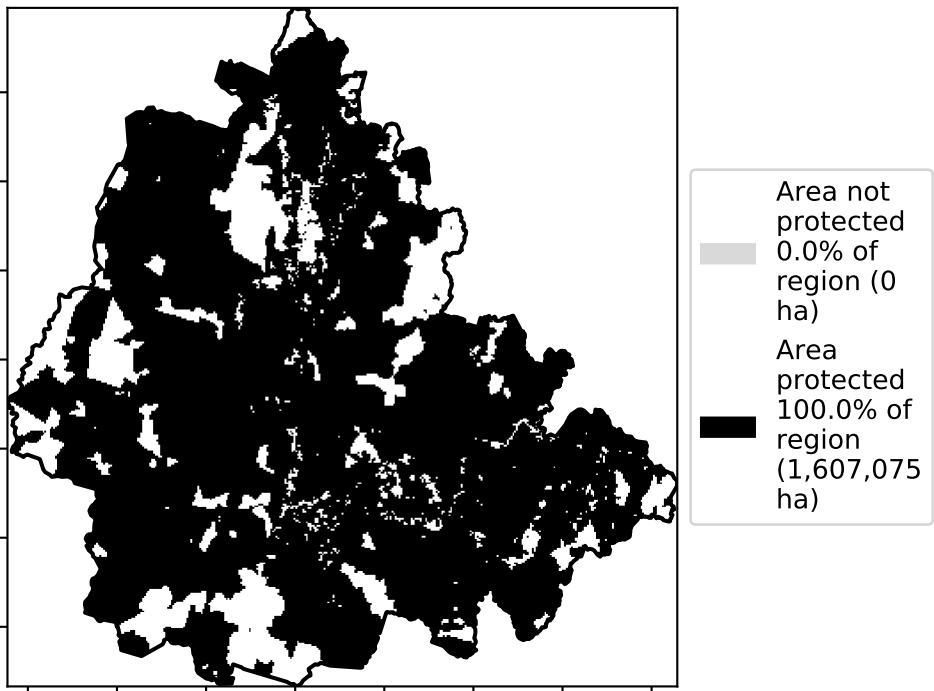 Area not
protected
0.0% of
region (0
ha)
Area
protected
100.0% of
region
(1,607,075
ha)